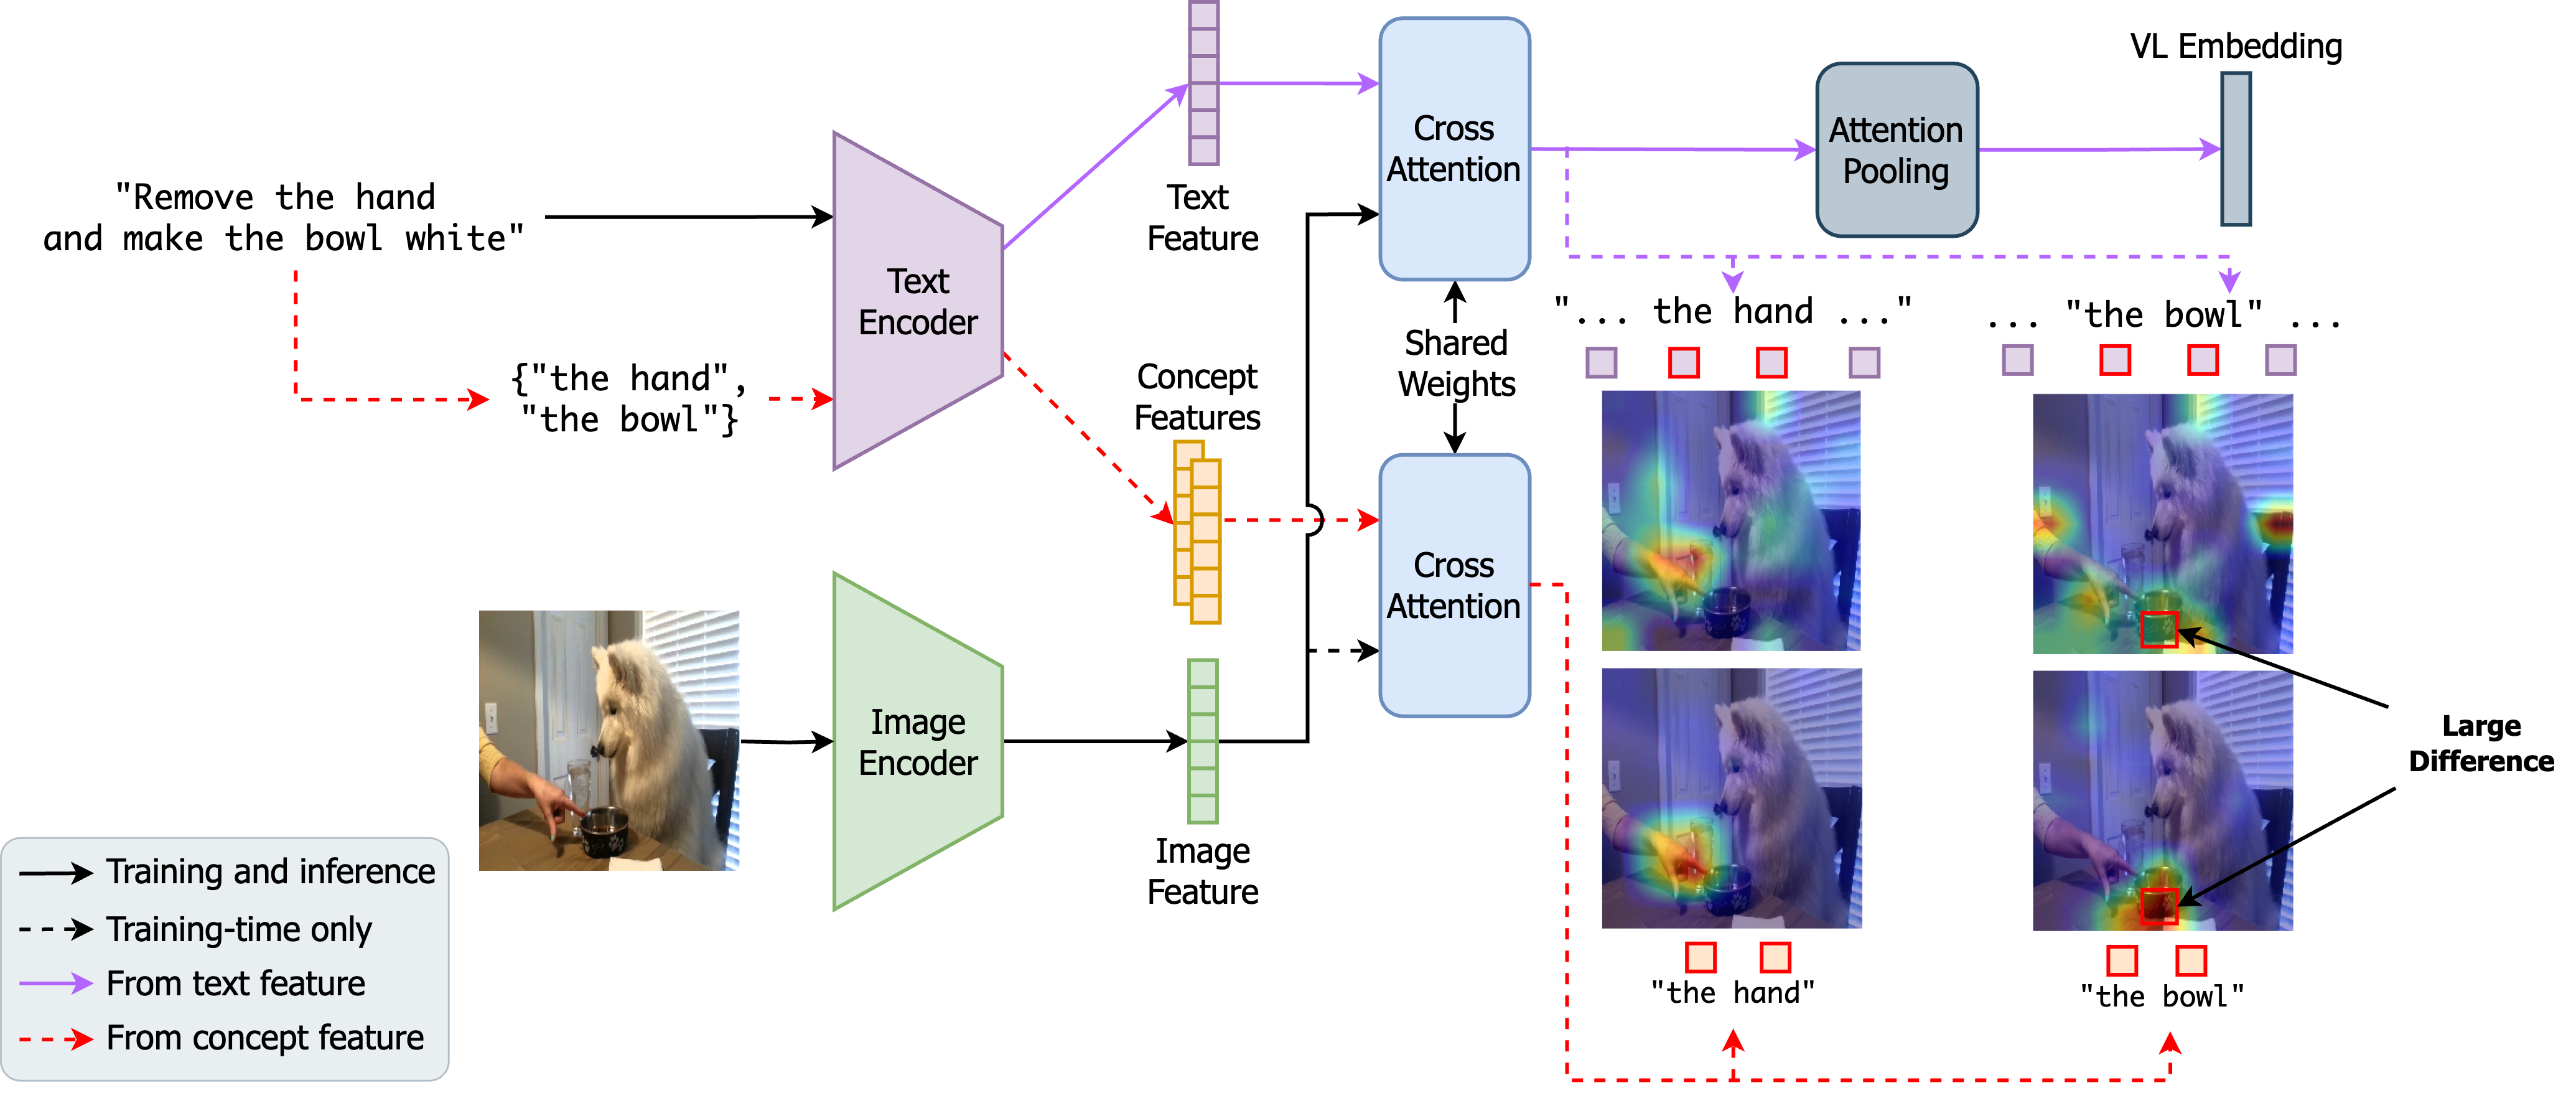 "Remove the hand
and make the bowl white"
{"the hand",
"the bowl"}
Text
Encoder
Image
Encoder
Text
Feature
Concept
Features
Image
Feature
Cross
Attention
Shared
Weights
Cross
Attention
Attention
Pooling
VL Embedding
"... the hand ..."
... "the bowl" ...
"the hand"
"the bowl"
Large
Difference
Training and inference
Training-time only
From text feature
From concept feature